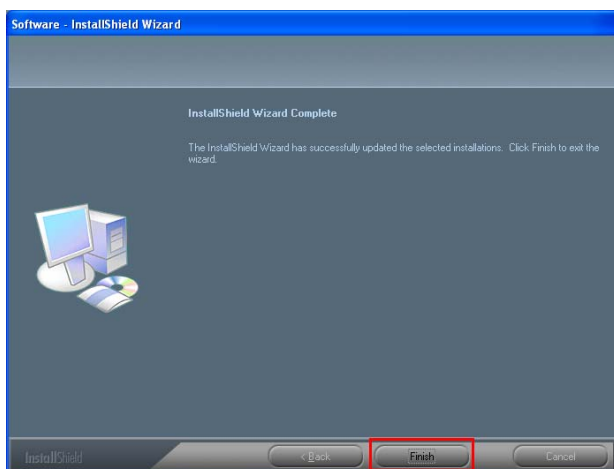 Software - InstallShield Wizard
InstallShield Wizard Complete
The InstallShield Wizard has successfully updated the selected installations. Click Finish to exit the
wizard.
InstallShield
< Back
Finish
Cancel